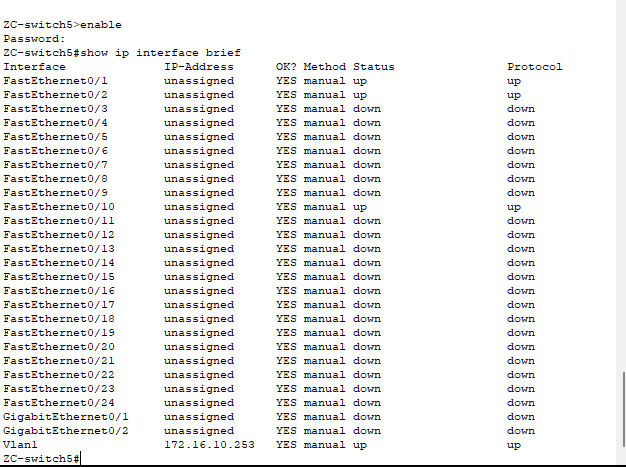 ZC-switch5>enable
Password:
ZC-switch5#show ip interface brief
Interface              IP-Address      OK? Method Status                Protocol
FastEthernet0/1        unassigned      YES manual up                    up
FastEthernet0/2        unassigned      YES manual up                    up
FastEthernet0/3        unassigned      YES manual down                  down
FastEthernet0/4        unassigned      YES manual down                  down
FastEthernet0/5        unassigned      YES manual down                  down
FastEthernet0/6        unassigned      YES manual down                  down
FastEthernet0/7        unassigned      YES manual down                  down
FastEthernet0/8        unassigned      YES manual down                  down
FastEthernet0/9        unassigned      YES manual down                  down
FastEthernet0/10       unassigned      YES manual up                    up
FastEthernet0/11       unassigned      YES manual down                  down
FastEthernet0/12       unassigned      YES manual down                  down
FastEthernet0/13       unassigned      YES manual down                  down
FastEthernet0/14       unassigned      YES manual down                  down
FastEthernet0/15       unassigned      YES manual down                  down
FastEthernet0/16       unassigned      YES manual down                  down
FastEthernet0/17       unassigned      YES manual down                  down
FastEthernet0/18       unassigned      YES manual down                  down
FastEthernet0/19       unassigned      YES manual down                  down
FastEthernet0/20       unassigned      YES manual down                  down
FastEthernet0/21       unassigned      YES manual down                  down
FastEthernet0/22       unassigned      YES manual down                  down
FastEthernet0/23       unassigned      YES manual down                  down
FastEthernet0/24       unassigned      YES manual down                  down
GigabitEthernet0/1     unassigned      YES manual down                  down
GigabitEthernet0/2     unassigned      YES manual down                  down
Vlan1                  172.16.10.253   YES manual up                    up
ZC-switch5#